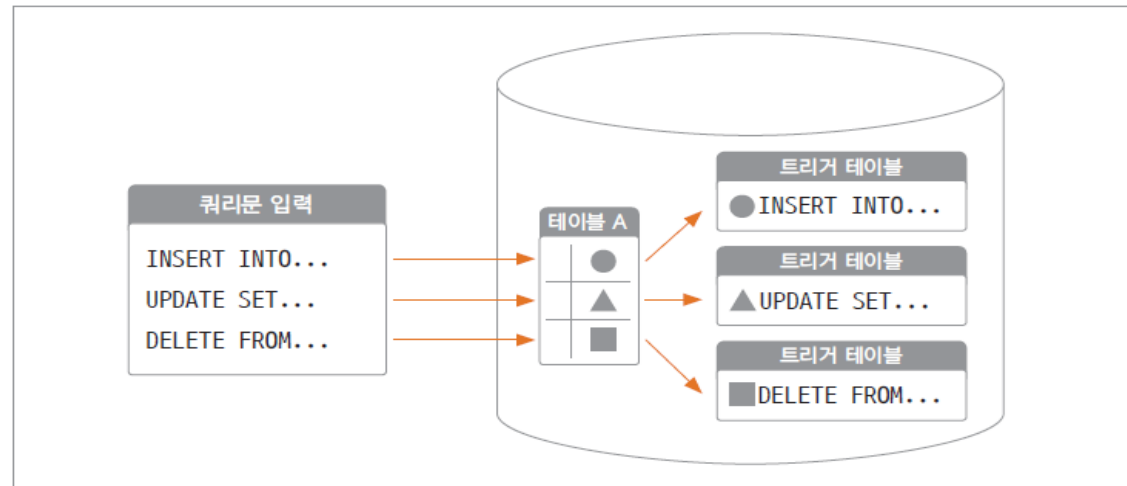 쿼리문 입력
INSERT INTO...
UPDATE SET...
DELETE FROM...
테이블 A
트리거 테이블
INSERT INTO...
트리거 테이블
UPDATE SET...
트리거 테이블
DELETE FROM...